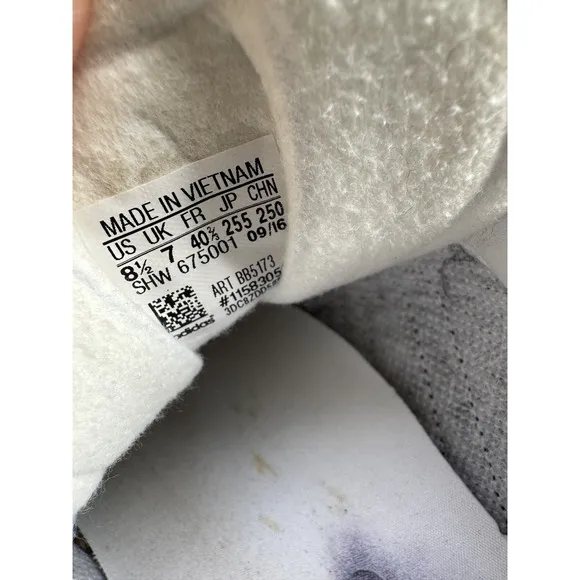 MADE IN VIETNAM
US UK FR JP CHN
8½ 7 40⅔ 255 250
SHW 675001 09/16
ART BB5173
#1158305
adidas